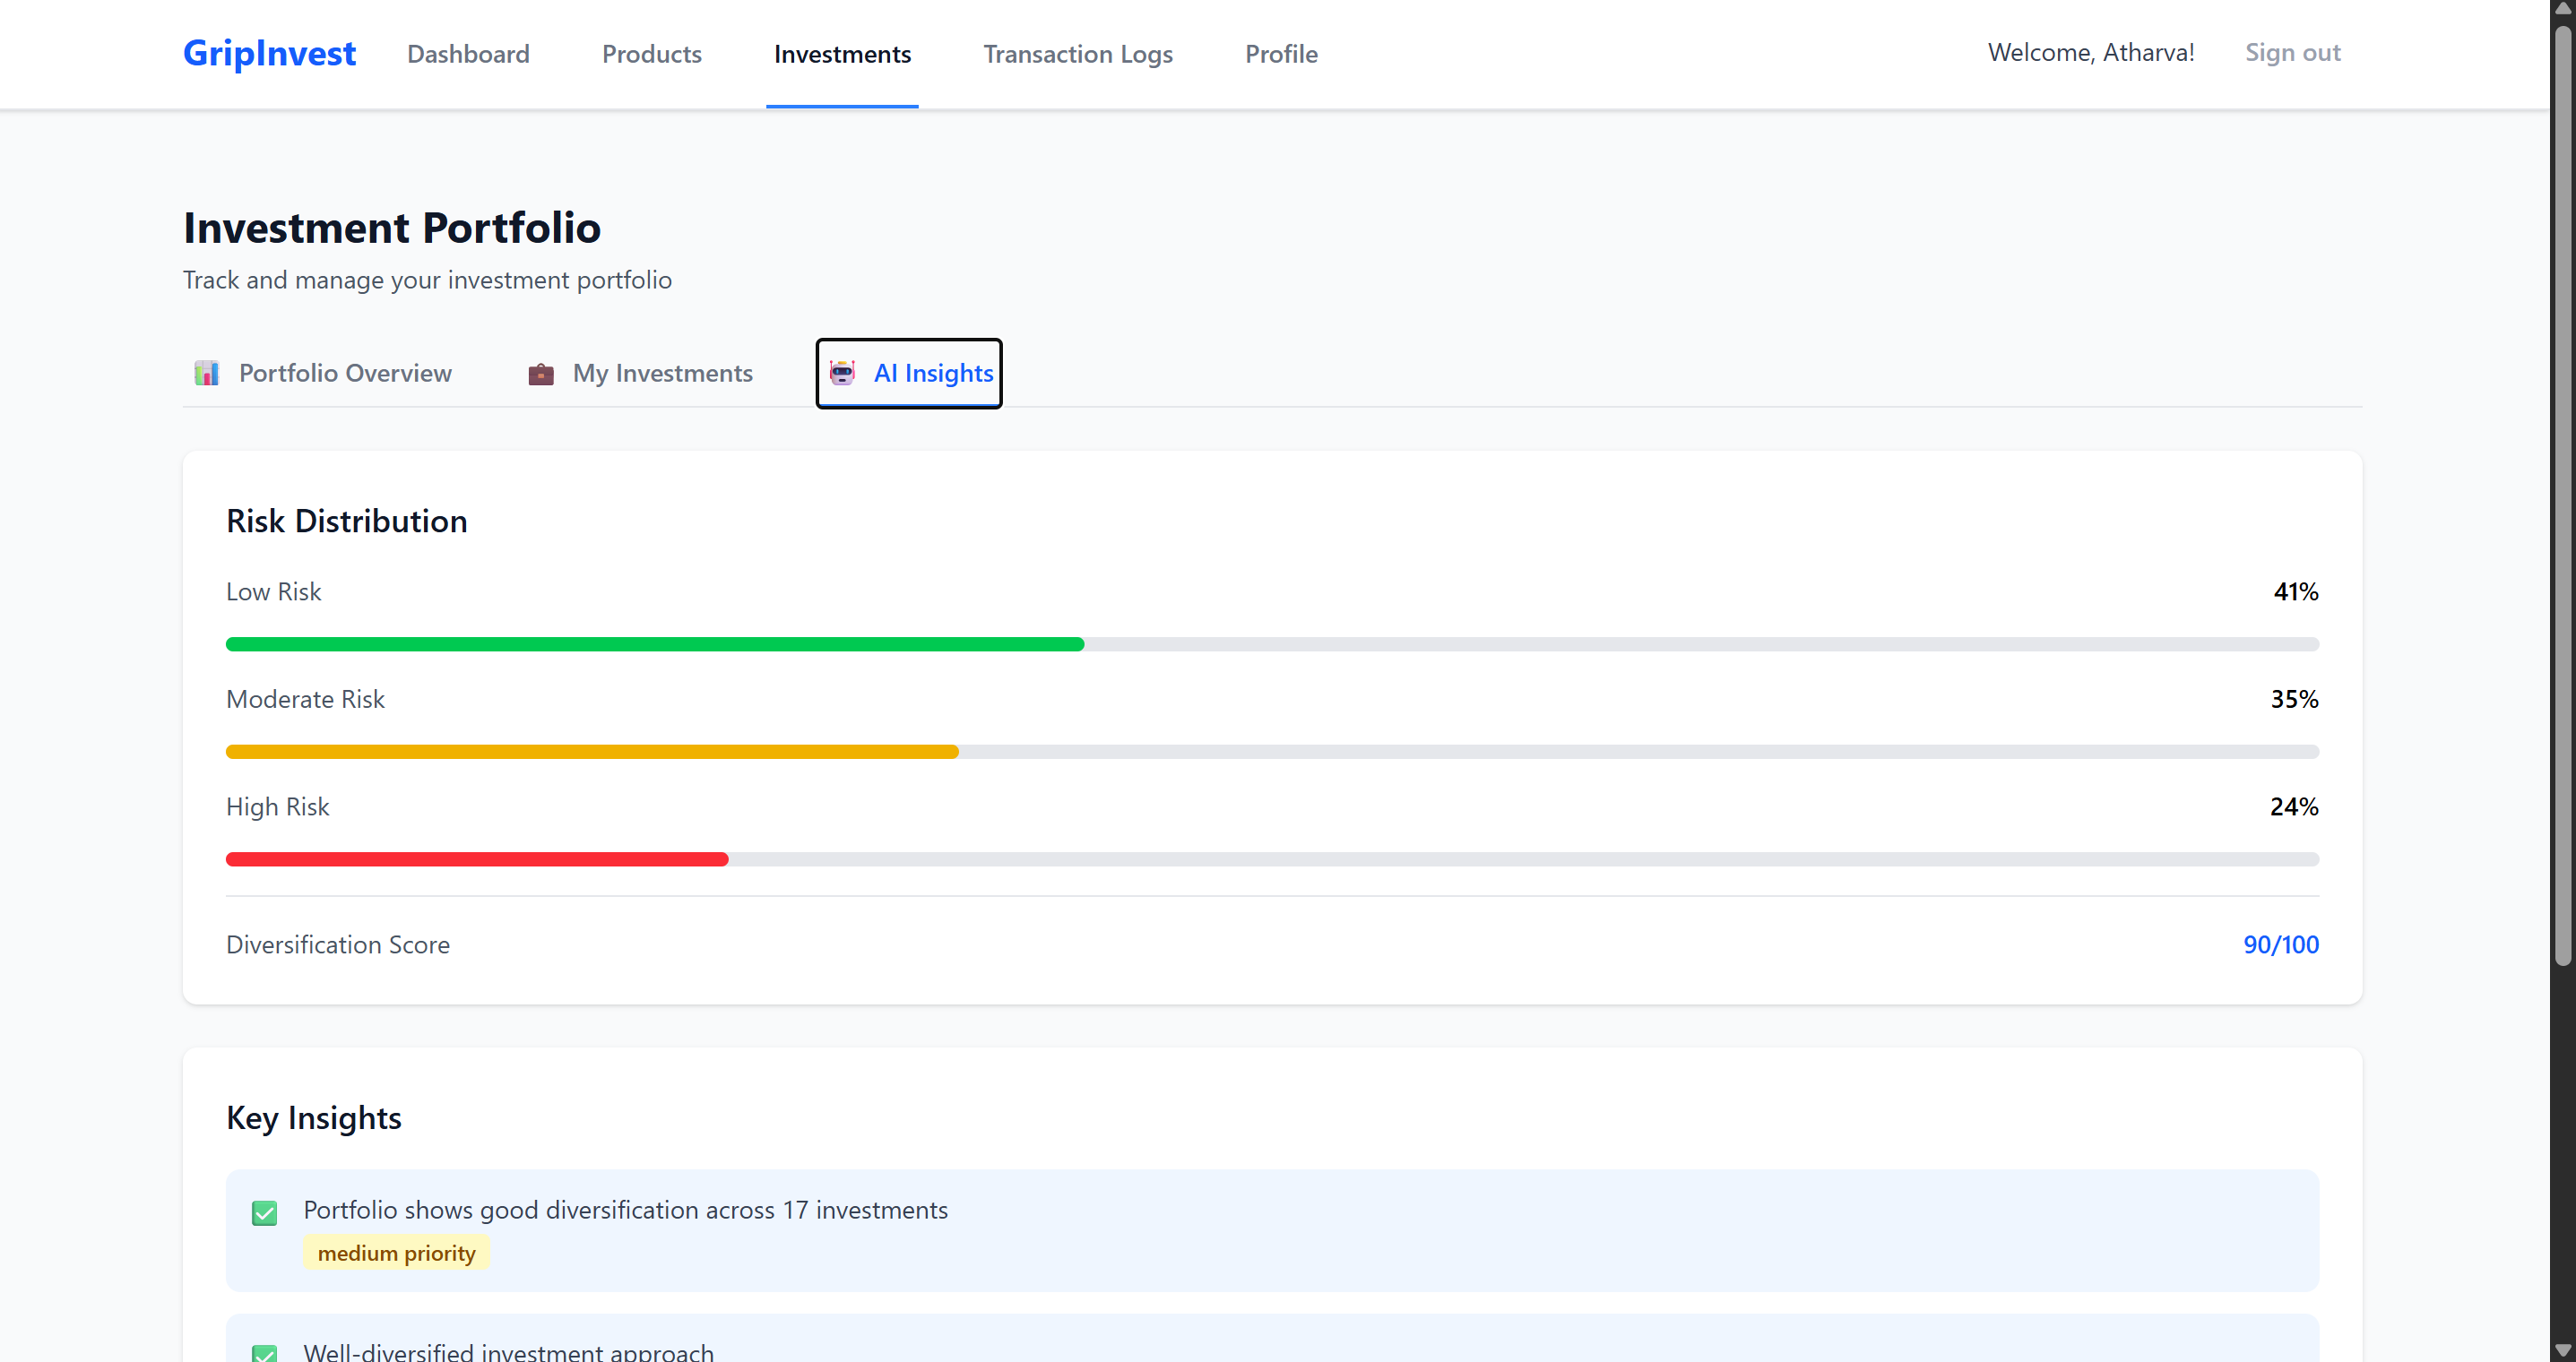 GripInvest Dashboard Products Investments Transaction Logs Profile Welcome, Atharva! Sign out
Investment Portfolio
Track and manage your investment portfolio
Portfolio Overview My Investments AI Insights
Risk Distribution
Low Risk 41%
Moderate Risk 35%
High Risk 24%
Diversification Score 90/100
Key Insights
Portfolio shows good diversification across 17 investments
medium priority
Well-diversified investment approach